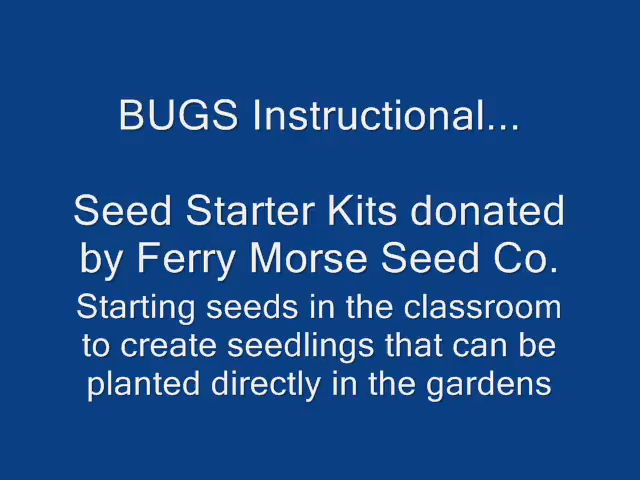 BUGS Instructional...
Seed Starter Kits donated
by Ferry Morse Seed Co.
Starting seeds in the classroom
to create seedlings that can be
planted directly in the gardens